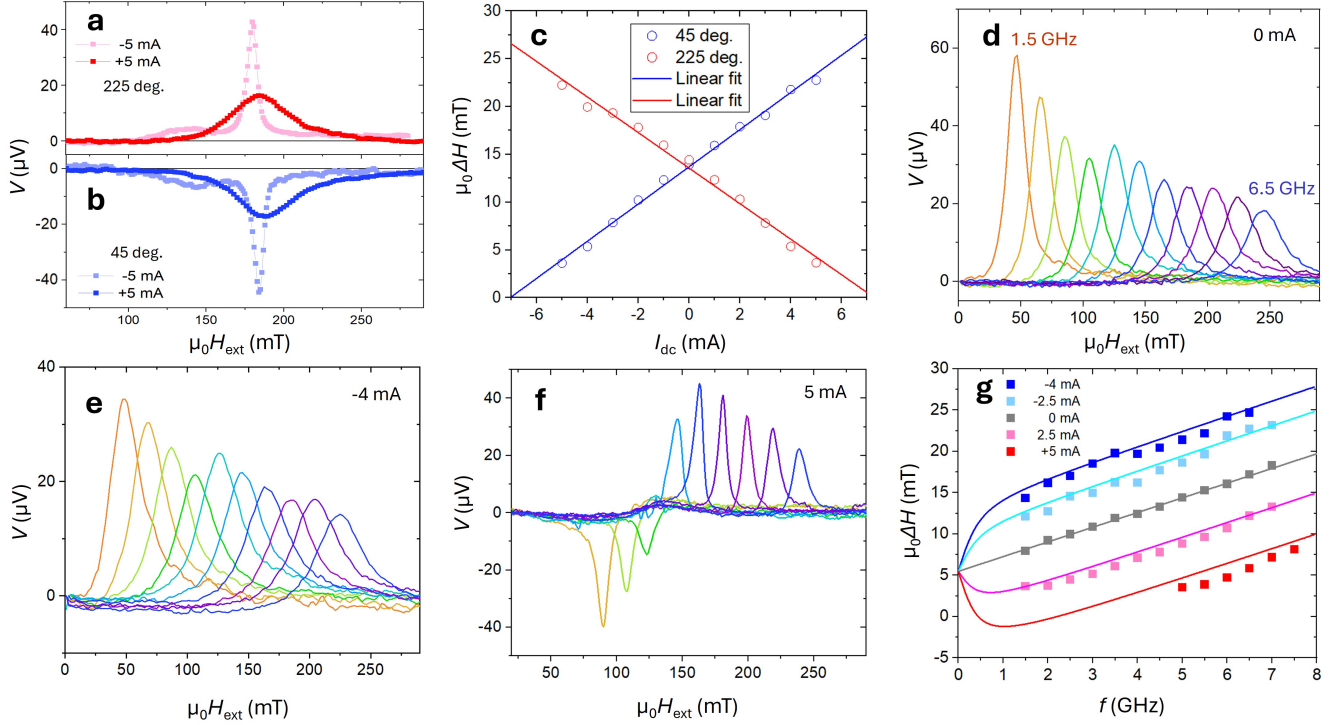 a
-5 mA
+5 mA
225 deg.
40
20
0
V (µV)
b
0
-20
-40
45 deg.
-5 mA
+5 mA
100 150 200 250
µ0Hext (mT)
c
45 deg.
225 deg.
Linear fit
Linear fit
30
25
20
15
10
5
0
µ0ΔH (mT)
-6 -4 -2 0 2 4 6
Idc (mA)
d
1.5 GHz
0 mA
6.5 GHz
60
40
20
0
V (µV)
0 50 100 150 200 250
µ0Hext (mT)
e
-4 mA
40
20
0
V (µV)
0 50 100 150 200 250
µ0Hext (mT)
f
5 mA
40
20
0
-20
-40
V (µV)
50 100 150 200 250
µ0Hext (mT)
g
-4 mA
-2.5 mA
0 mA
2.5 mA
+5 mA
30
25
20
15
10
5
0
-5
µ0ΔH (mT)
0 1 2 3 4 5 6 7 8
f (GHz)